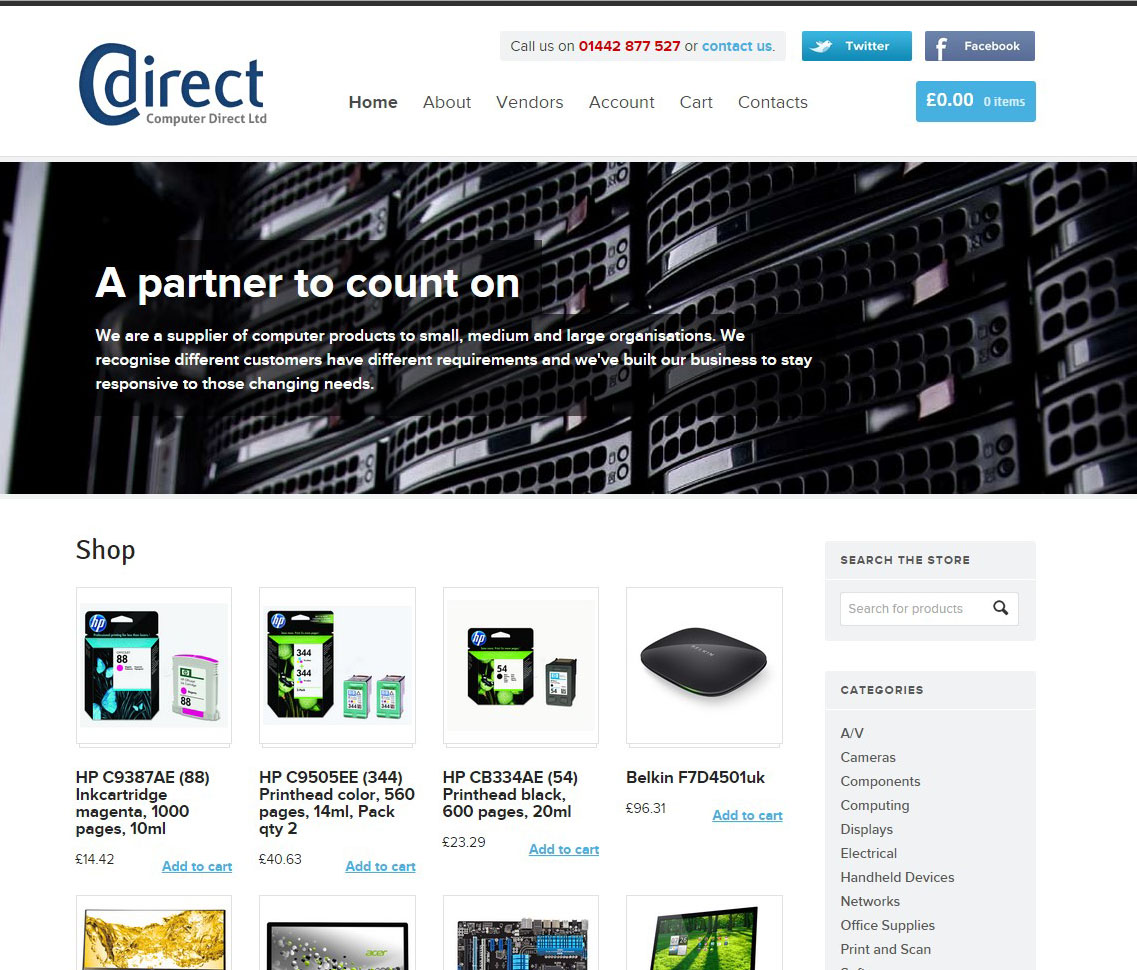 Call us on 01442 877 527 or contact us.
Twitter
Facebook
Cdirect
Computer Direct Ltd
Home About Vendors Account Cart Contacts
£0.00 0 items
A partner to count on
We are a supplier of computer products to small, medium and large organisations. We
recognise different customers have different requirements and we've built our business to stay
responsive to those changing needs.
Shop
hp
88
88
hp
344
344
344
344
hp
54
54
BELKIN
HP C9387AE (88)
Inkcartridge
magenta, 1000
pages, 10ml
£14.42
Add to cart
HP C9505EE (344)
Printhead color, 560
pages, 14ml, Pack
qty 2
£40.63
Add to cart
HP CB334AE (54)
Printhead black,
600 pages, 20ml
£23.29
Add to cart
Belkin F7D4501uk
£96.31
Add to cart
acer
SEARCH THE STORE
Search for products
CATEGORIES
A/V
Cameras
Components
Computing
Displays
Electrical
Handheld Devices
Networks
Office Supplies
Print and Scan